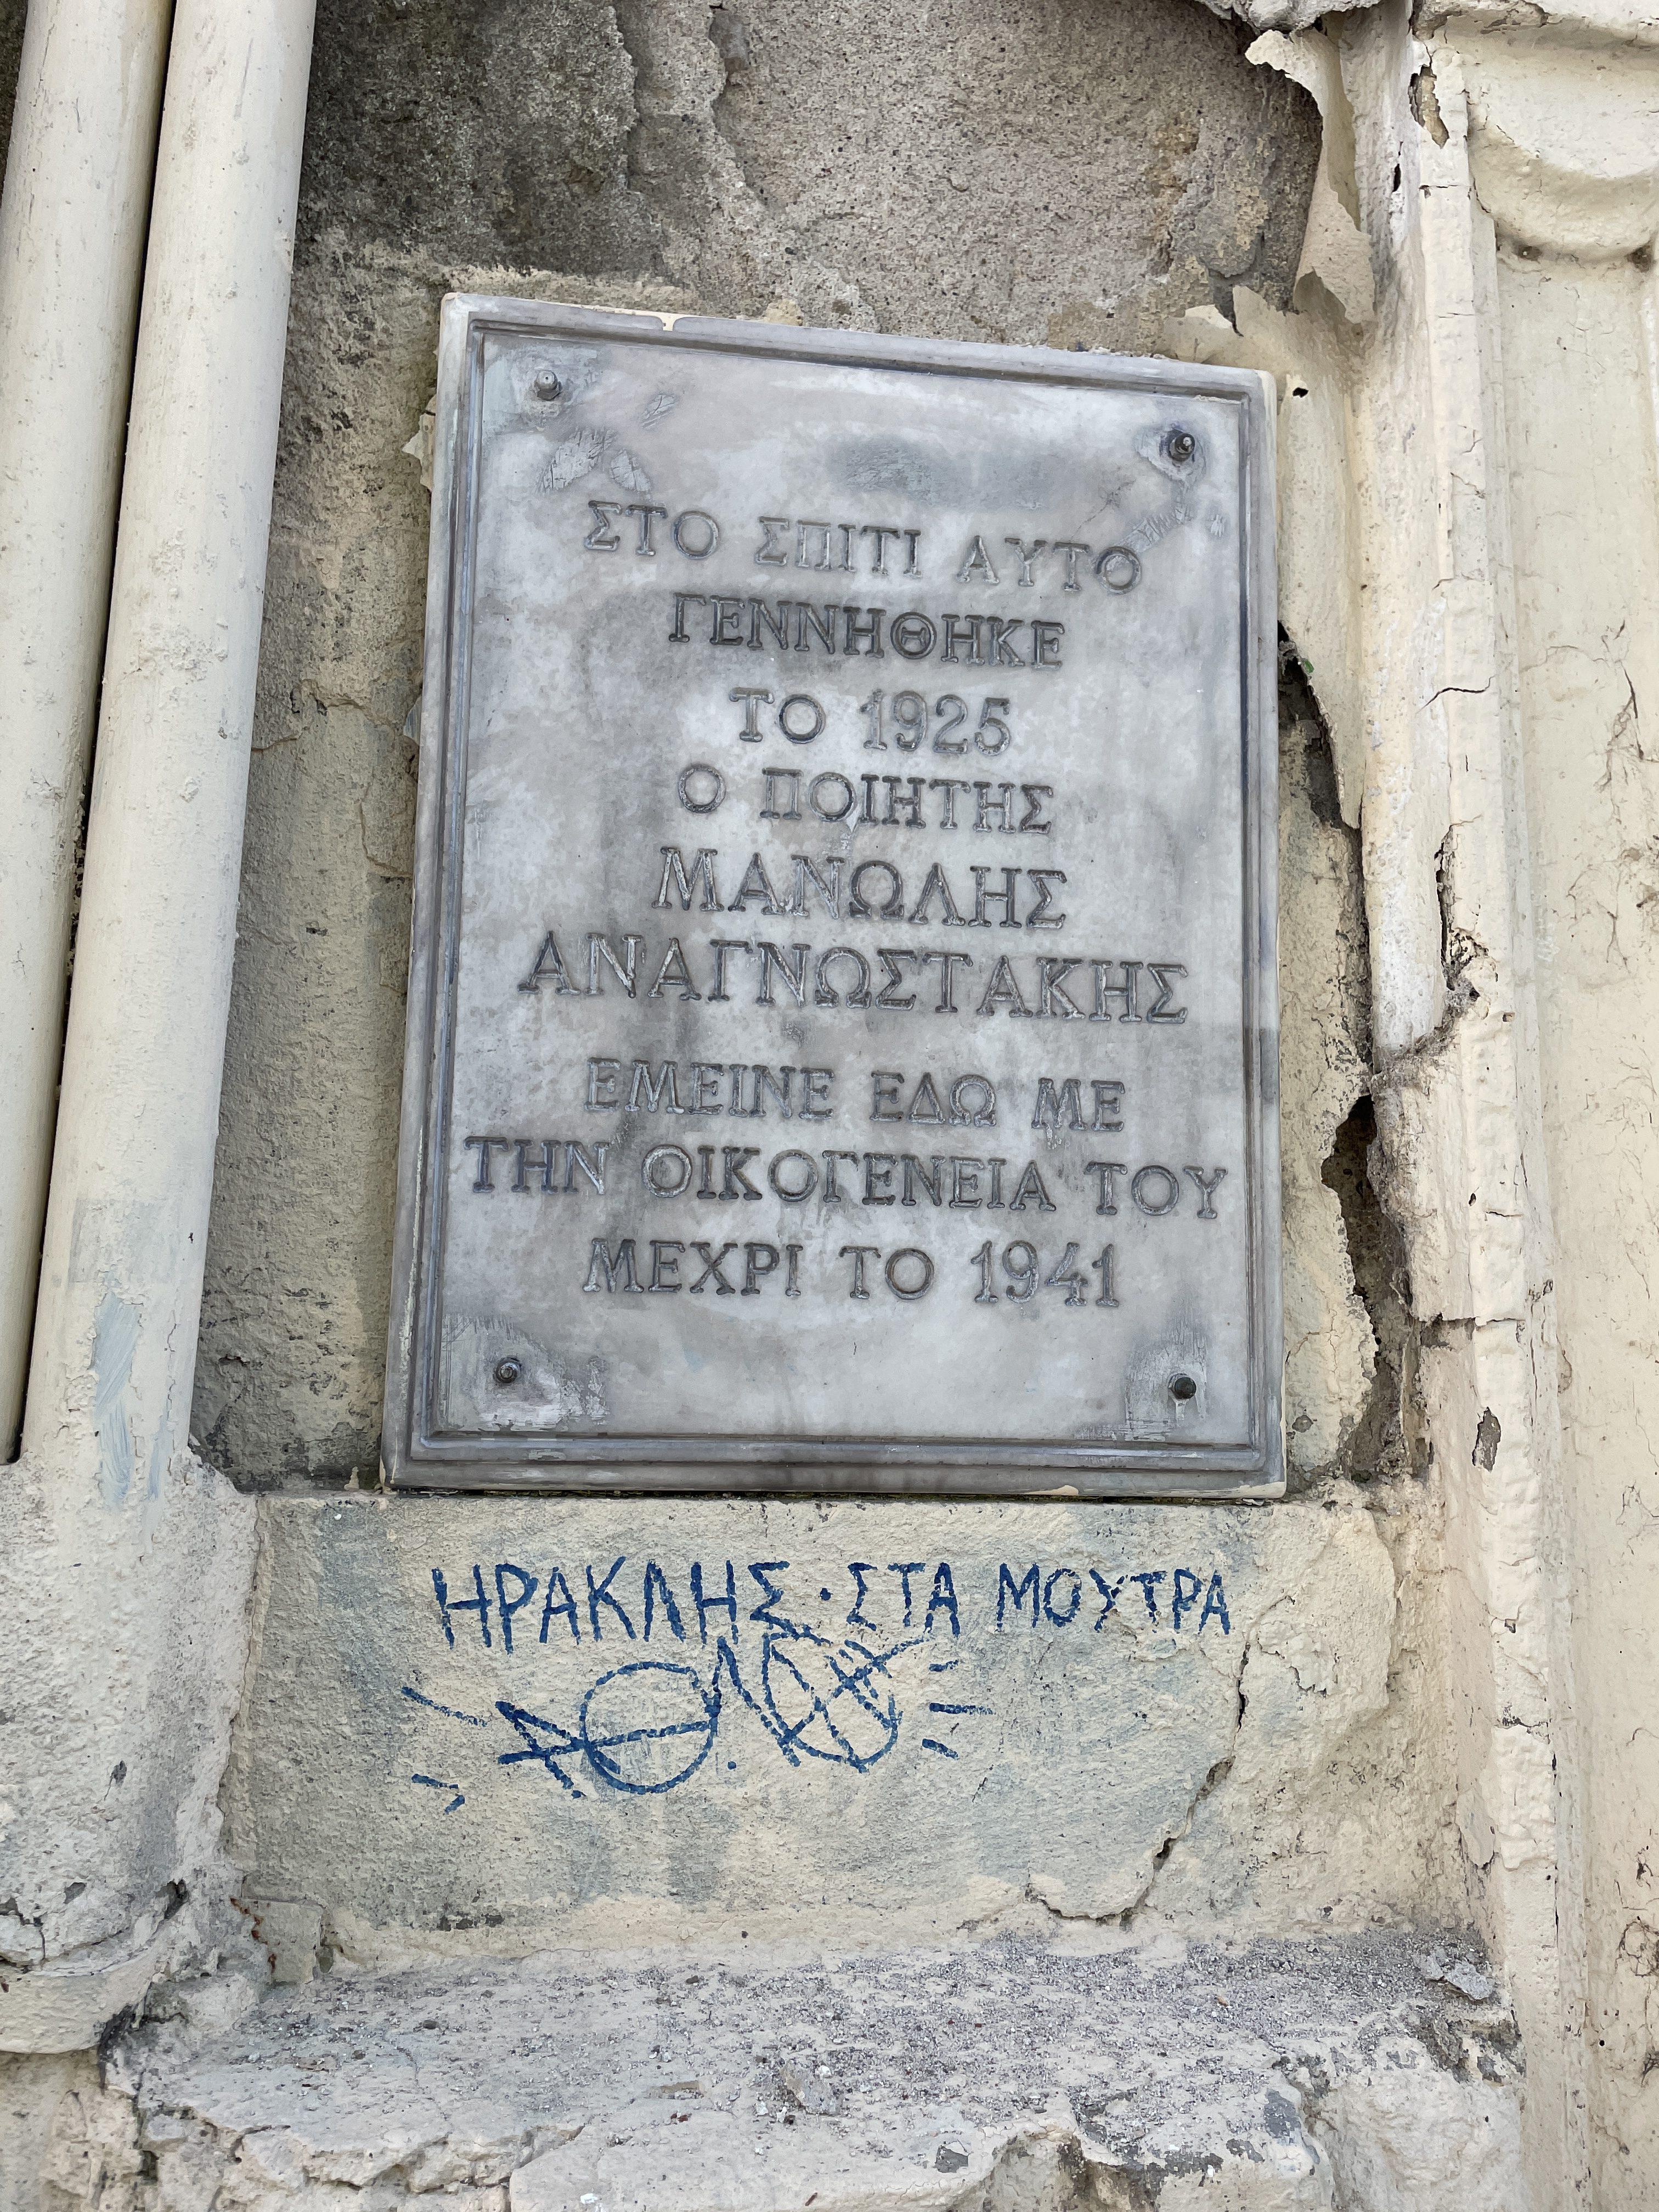 ΣΤΟ ΣΠΙΤΙ ΑΥΤΟ
ΓΕΝΝΗΘΗΚΕ
ΤΟ 1925
Ο ΠΟΙΗΤΗΣ
ΜΑΝΩΛΗΣ
ΑΝΑΓΝΩΣΤΑΚΗΣ
ΕΜΕΙΝΕ ΕΔΩ ΜΕ
ΤΗΝ ΟΙΚΟΓΕΝΕΙΑ ΤΟΥ
ΜΕΧΡΙ ΤΟ 1941
ΗΡΑΚΛΗΣ · ΣΤΑ ΜΟΥΤΡΑ